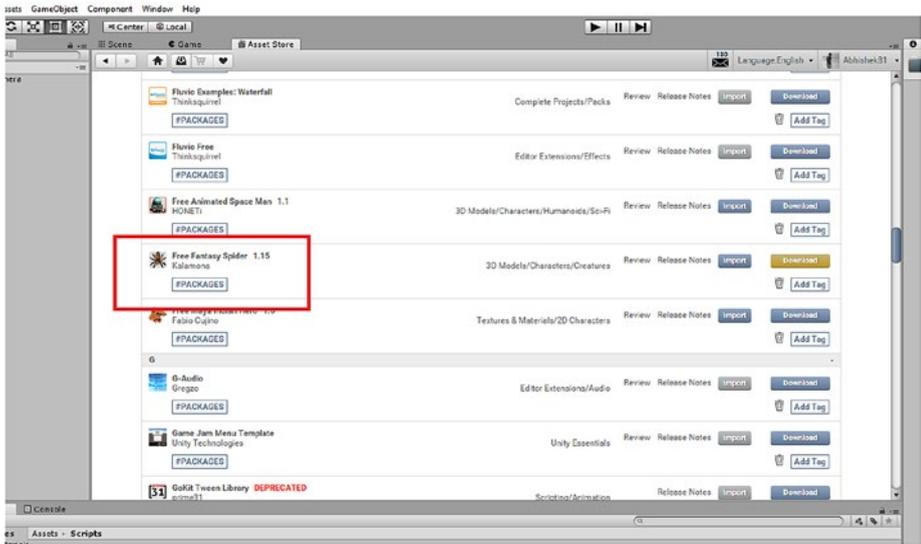 ssets GameObject Component Window Help
Center Local
Scene Game Asset Store
130 Language:English Abhishek31
Fluvio Examples: Waterfall
Thinksquirrel
Complete Projects/Packs Review Release Notes Import Download
#PACKAGES Add Tag
Fluvio Free
Thinksquirrel
Editor Extensions/Effects Review Release Notes Import Download
#PACKAGES Add Tag
Free Animated Space Man 1.1
HONETi
3D Models/Characters/Humanoids/Sci-Fi Review Release Notes Import Download
#PACKAGES Add Tag
Free Fantasy Spider 1.15
Kalamona
3D Models/Characters/Creatures Review Release Notes Import Download
#PACKAGES Add Tag
Fabio Cujino
Textures & Materials/2D Characters Review Release Notes Import Download
#PACKAGES Add Tag
G
G-Audio
Gregzo
Editor Extensions/Audio Review Release Notes Import Download
#PACKAGES Add Tag
Game Jam Menu Template
Unity Technologies
Unity Essentials Review Release Notes Import Download
#PACKAGES Add Tag
31 GoKit Tween Library DEPRECATED
prime31
Scripting/Animation Release Notes Import Download
Console
Assets Scripts